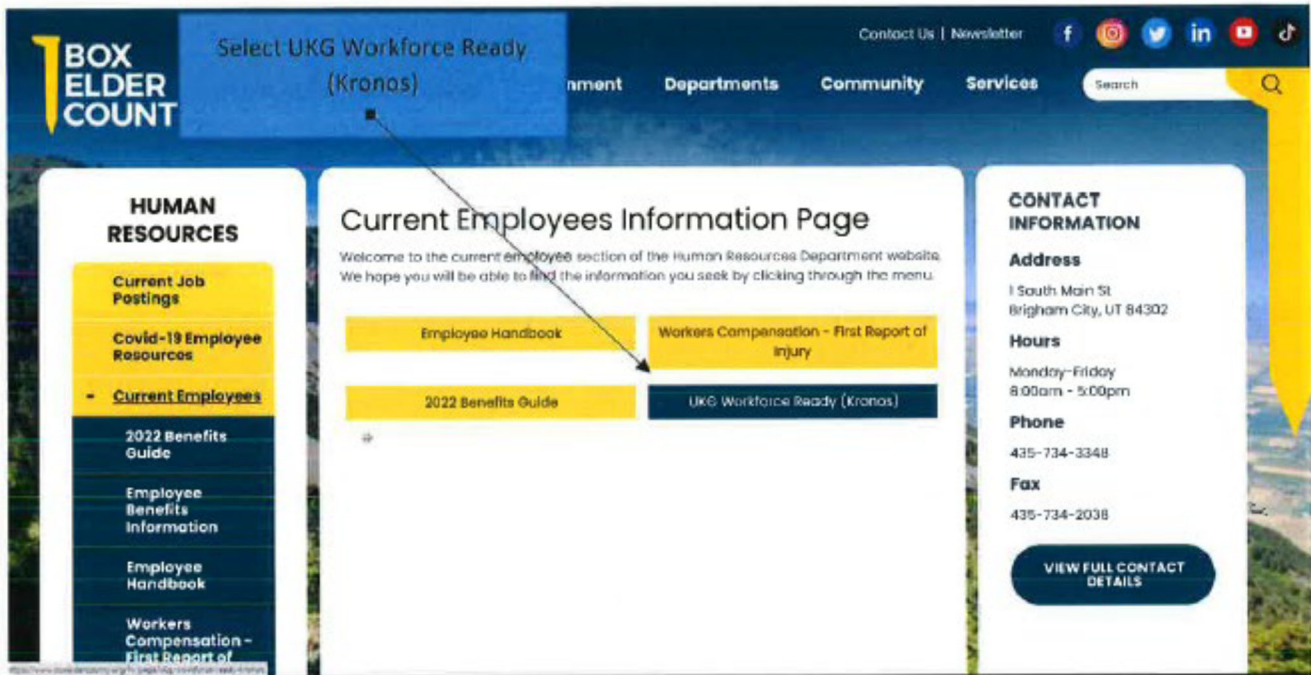 BOX
ELDER
COUNT
Select UKG Workforce Ready
(Kronos)
Contact Us | Newsletter
nment Departments Community Services Search
HUMAN
RESOURCES
Current Job
Postings
Covid-19 Employee
Resources
- Current Employees
2022 Benefits
Guide
Employee
Benefits
Information
Employee
Handbook
Workers
Compensation -
First Report of
Current Employees Information Page
Welcome to the current employee section of the Human Resources Department website.
We hope you will be able to find the information you seek by clicking through the menu.
Employee Handbook
Workers Compensation - First Report of
Injury
2022 Benefits Guide
UKG Workforce Ready (Kronos)
CONTACT
INFORMATION
Address
1 South Main St
Brigham City, UT 84302
Hours
Monday-Friday
8:00am - 5:00pm
Phone
435-734-3348
Fax
435-734-2038
VIEW FULL CONTACT
DETAILS